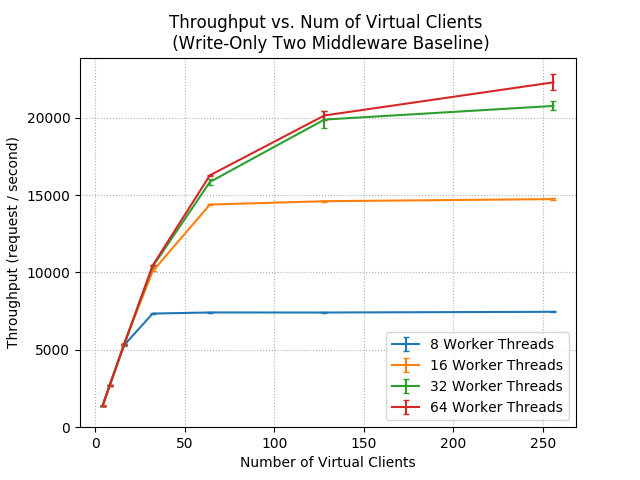 Throughput vs. Num of Virtual Clients
(Write-Only Two Middleware Baseline)
Throughput (request / second)
20000
15000
10000
5000
0
0 50 100 150 200 250
Number of Virtual Clients
8 Worker Threads
16 Worker Threads
32 Worker Threads
64 Worker Threads